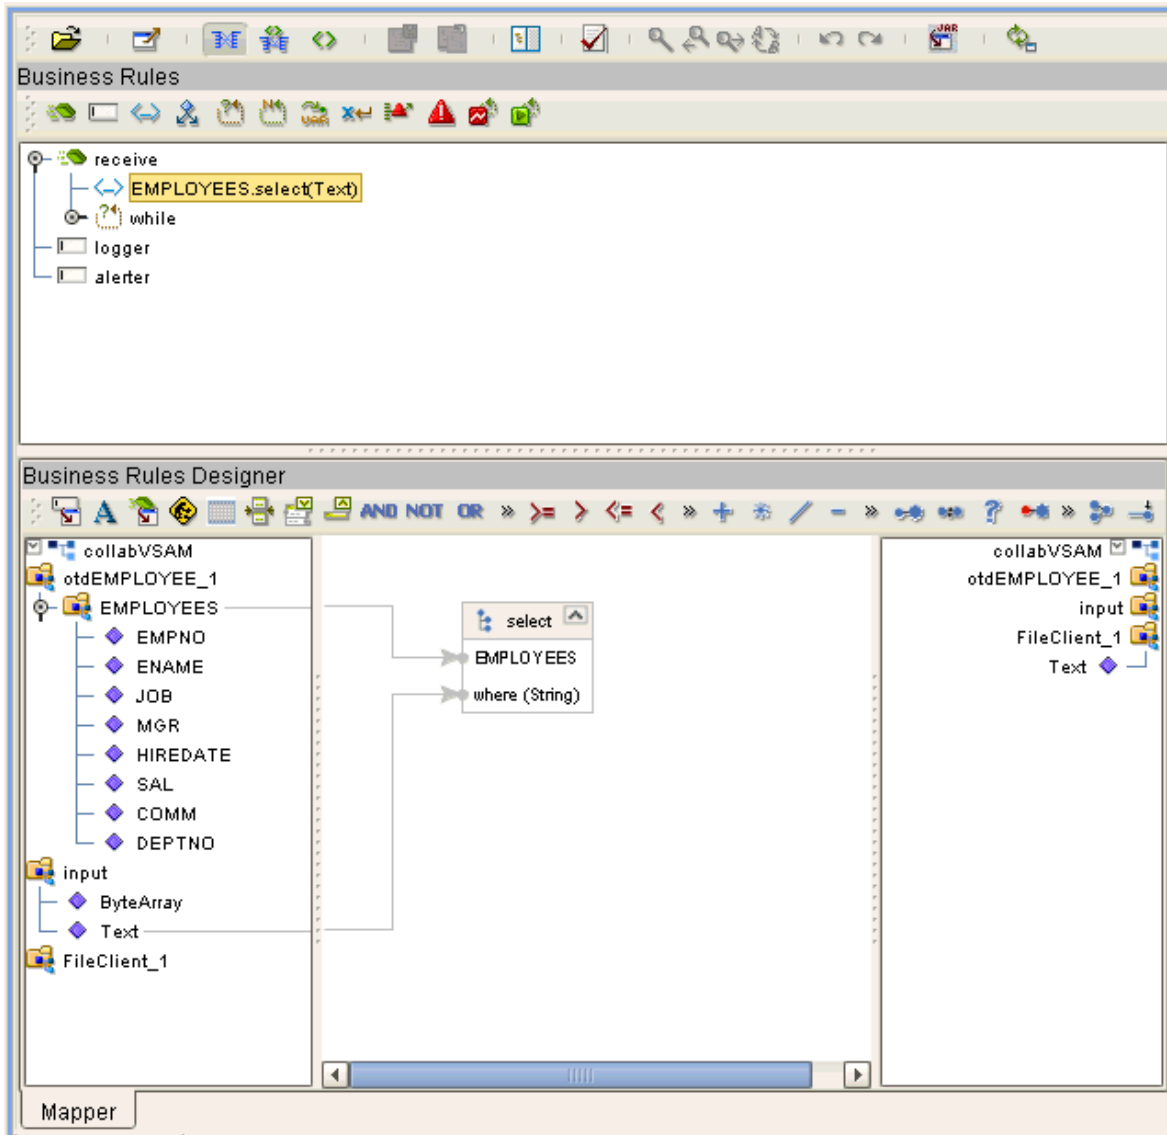 JAR
Business Rules
VAR
receive
EMPLOYEES.select(Text)
while
logger
alerter
Business Rules Designer
A AND NOT OR » >= > <= < » + / - » ? »
collabVSAM
otdEMPLOYEE_1
EMPLOYEES
EMPNO
ENAME
JOB
MGR
HIREDATE
SAL
COMM
DEPTNO
input
ByteArray
Text
FileClient_1
select
EMPLOYEES
where (String)
collabVSAM
otdEMPLOYEE_1
input
FileClient_1
Text
Mapper